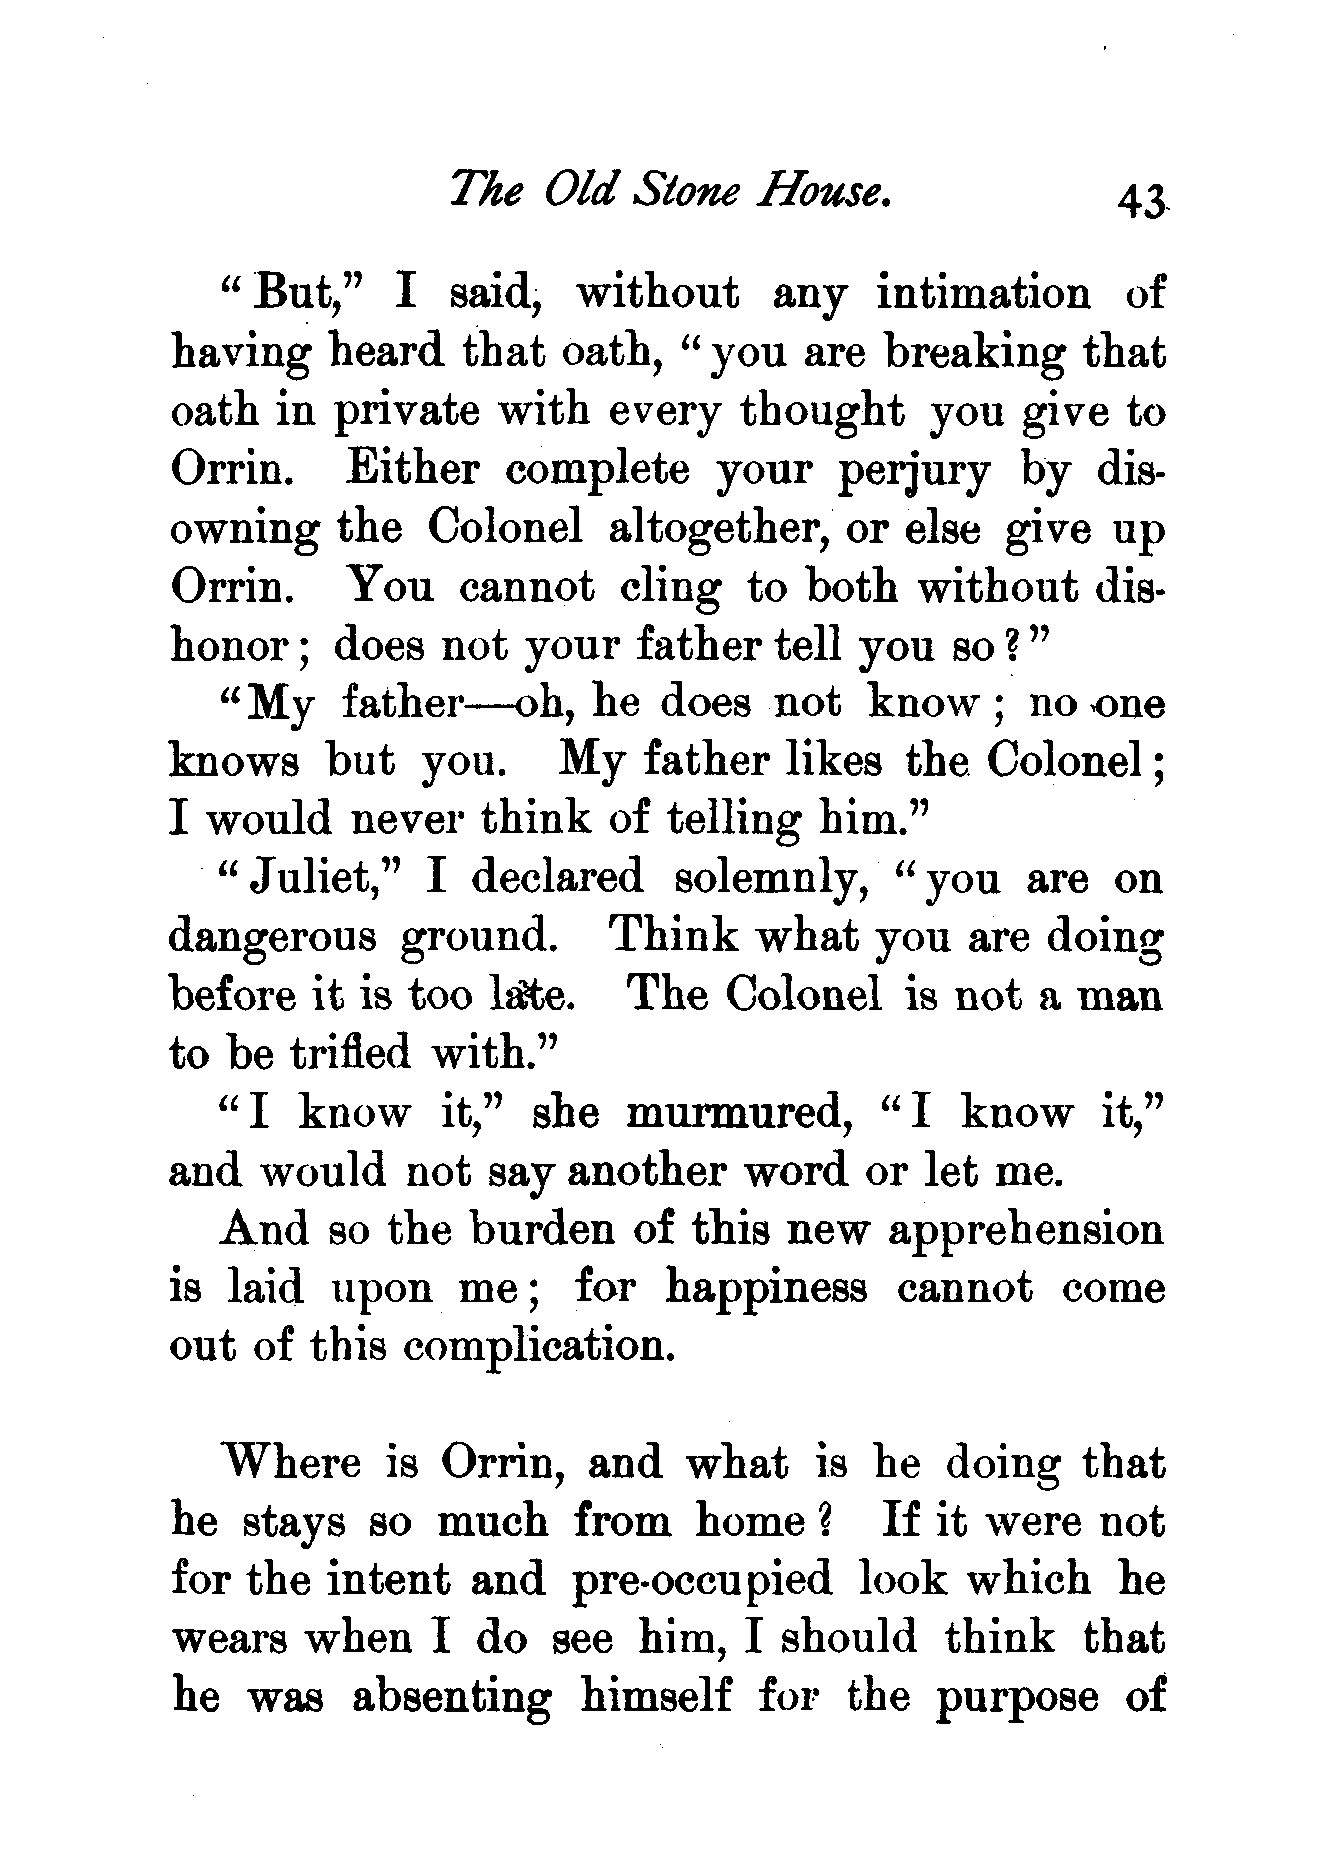 The Old Stone House. 43
“But,” I said, without any intimation of
having heard that oath, “you are breaking that
oath in private with every thought you give to
Orrin. Either complete your perjury by dis-
owning the Colonel altogether, or else give up
Orrin. You cannot cling to both without dis-
honor; does not your father tell you so?”
“My father—oh, he does not know; no one
knows but you. My father likes the Colonel;
I would never think of telling him.”
“Juliet,” I declared solemnly, “you are on
dangerous ground. Think what you are doing
before it is too late. The Colonel is not a man
to be trifled with.”
“I know it,” she murmured, “I know it,”
and would not say another word or let me.
And so the burden of this new apprehension
is laid upon me; for happiness cannot come
out of this complication.
Where is Orrin, and what is he doing that
he stays so much from home? If it were not
for the intent and pre-occupied look which he
wears when I do see him, I should think that
he was absenting himself for the purpose of